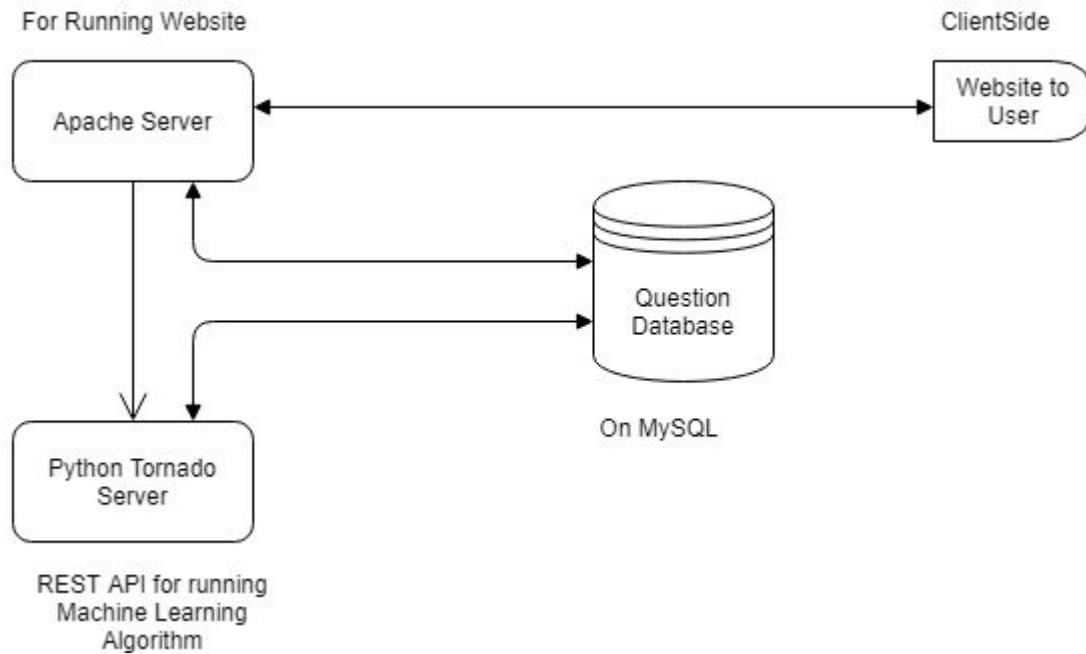 For Running Website
ClientSide
Apache Server
Website to
User
Question
Database
On MySQL
Python Tornado
Server
REST API for running
Machine Learning
Algorithm